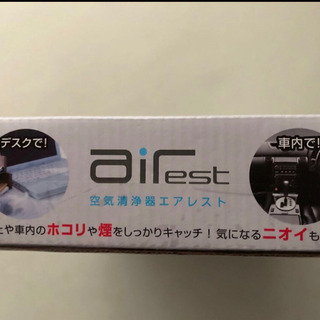 デスクで!
車内で!
airest
空気清浄器エアレスト
や車内のホコリや煙をしっかりキャッチ!気になるニオイも